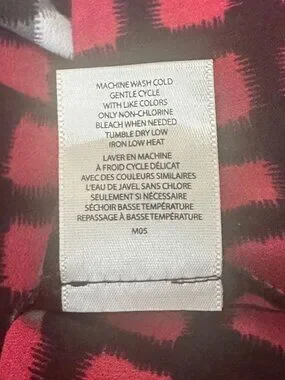 MACHINE WASH COLD
GENTLE CYCLE
WITH LIKE COLORS
ONLY NON-CHLORINE
BLEACH WHEN NEEDED
TUMBLE DRY LOW
IRON LOW HEAT
LAVER EN MACHINE
À FROID CYCLE DÉLICAT
AVEC DES COULEURS SIMILAIRES
L'EAU DE JAVEL SANS CHLORE
SEULEMENT SI NÉCESSAIRE
SÉCHOIR BASSE TEMPÉRATURE
REPASSAGE À BASSE TEMPÉRATURE
M05